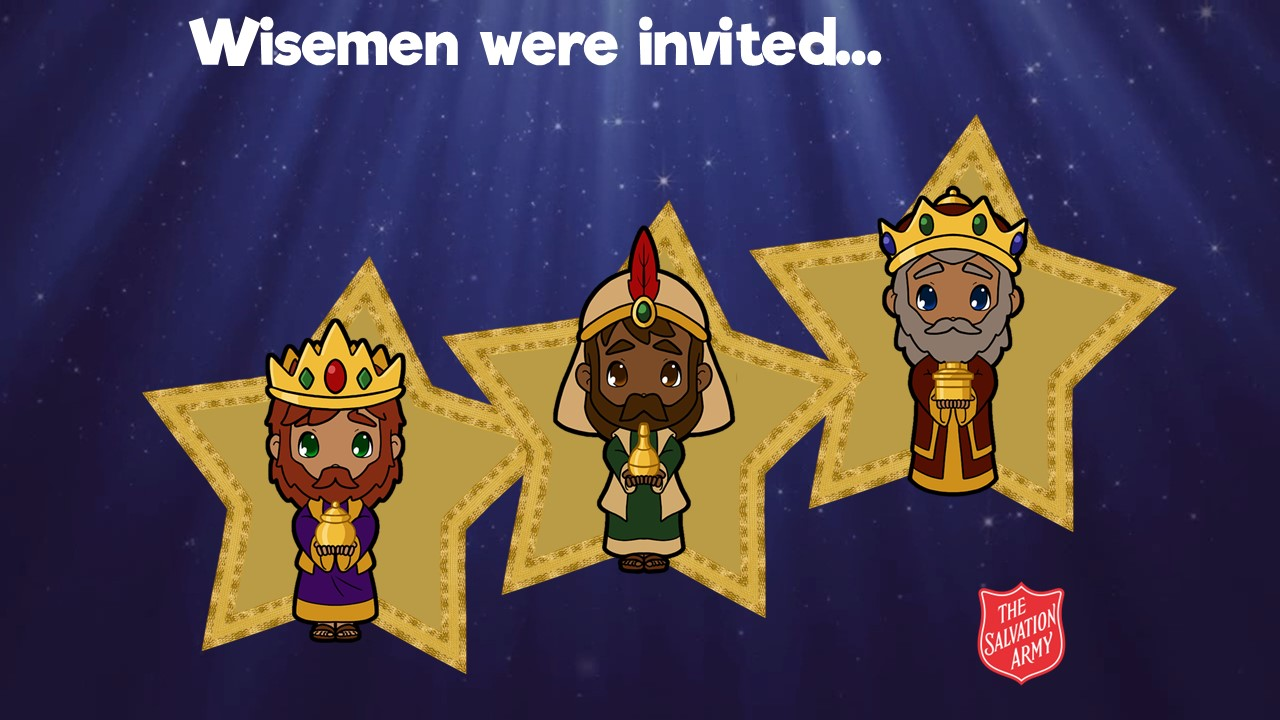 Wisemen were invited...
THE
SALVATION
ARMY